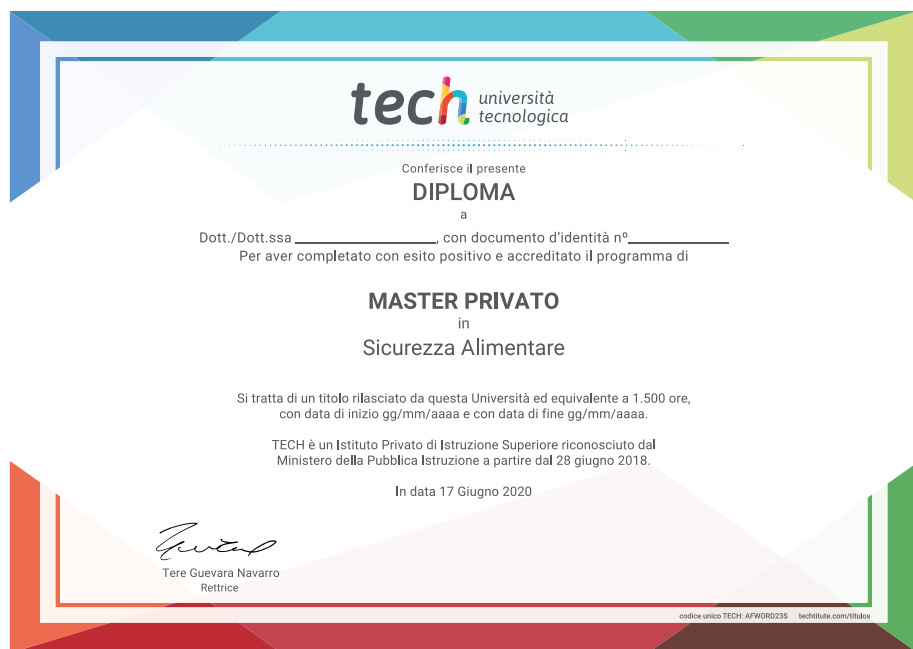 tech università
tecnologica
Conferisce il presente
DIPLOMA
a
Dott./Dott.ssa ________________, con documento d'identità nº____________
Per aver completato con esito positivo e accreditato il programma di
MASTER PRIVATO
in
Sicurezza Alimentare
Si tratta di un titolo rilasciato da questa Università ed equivalente a 1.500 ore,
con data di inizio gg/mm/aaaa e con data di fine gg/mm/aaaa.
TECH è un Istituto Privato di Istruzione Superiore riconosciuto dal
Ministero della Pubblica Istruzione a partire dal 28 giugno 2018.
In data 17 Giugno 2020
Tere Guevara Navarro
Rettrice
codice unico TECH: AFWORD23S techtitute.com/títulos